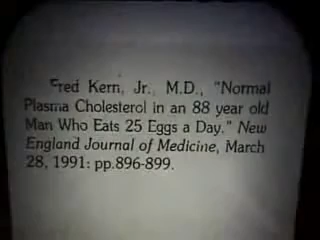 Fred Kern, Jr., M.D., "Normal
Plasma Cholesterol in an 88 year old
Man Who Eats 25 Eggs a Day." New
England Journal of Medicine, March
28, 1991: pp.896-899.